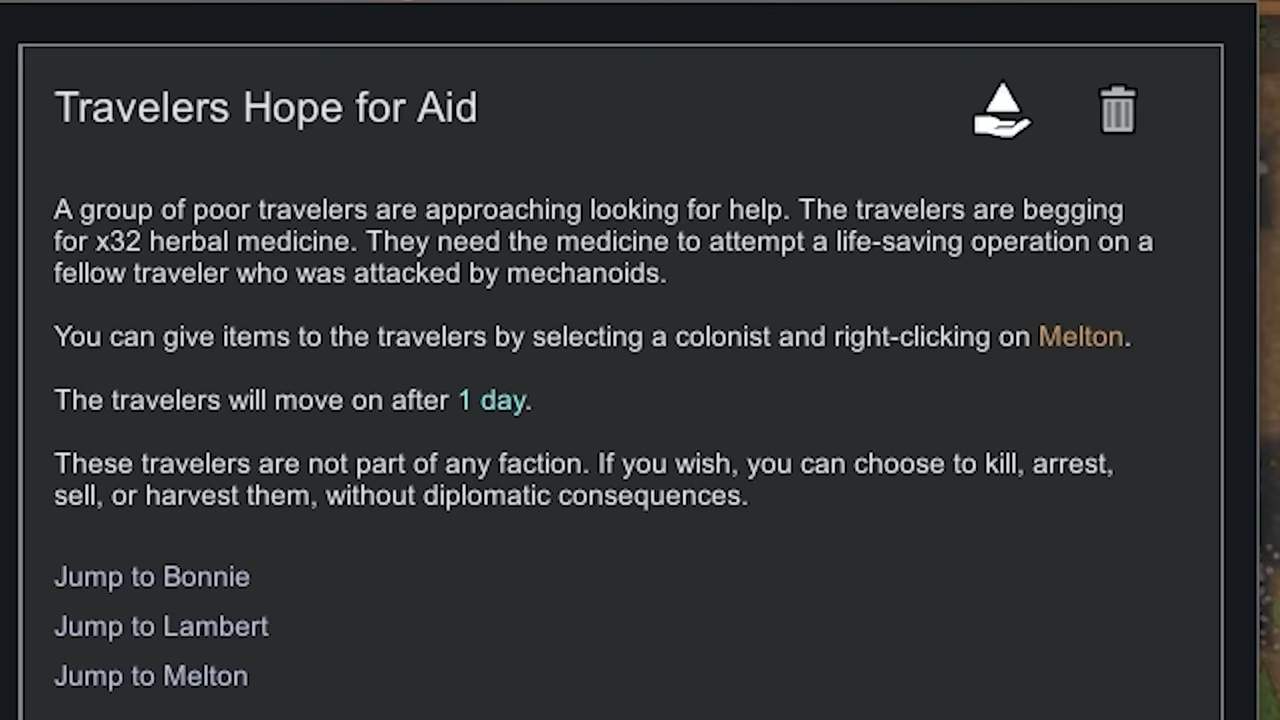 Travelers Hope for Aid
A group of poor travelers are approaching looking for help. The travelers are begging
for x32 herbal medicine. They need the medicine to attempt a life-saving operation on a
fellow traveler who was attacked by mechanoids.
You can give items to the travelers by selecting a colonist and right-clicking on Melton.
The travelers will move on after 1 day.
These travelers are not part of any faction. If you wish, you can choose to kill, arrest,
sell, or harvest them, without diplomatic consequences.
Jump to Bonnie
Jump to Lambert
Jump to Melton